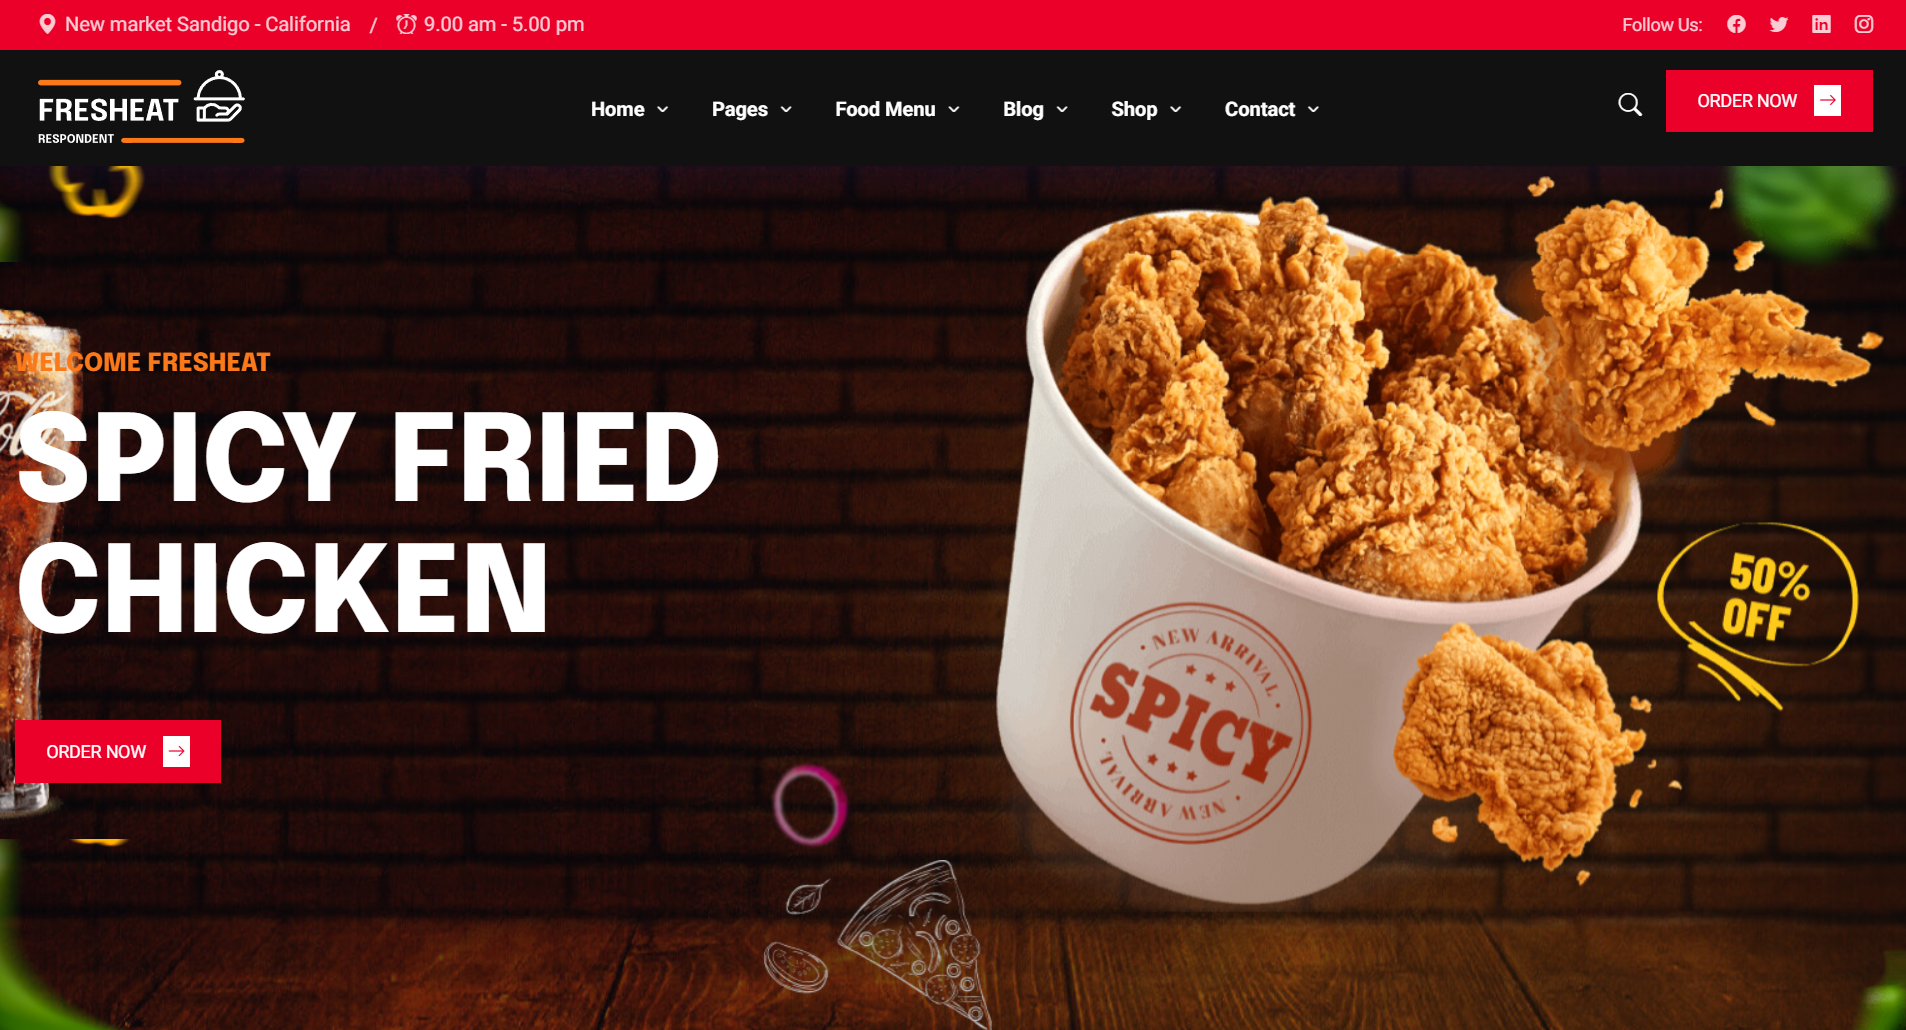 New market Sandigo - California / 9.00 am - 5.00 pm
Follow Us:
FRESHEAT
RESPONDENT
Home
Pages
Food Menu
Blog
Shop
Contact
ORDER NOW
WELCOME FRESHEAT
SPICY FRIED
CHICKEN
ORDER NOW
NEW ARRIVAL
SPICY
NEW ARRIVAL
50%
OFF